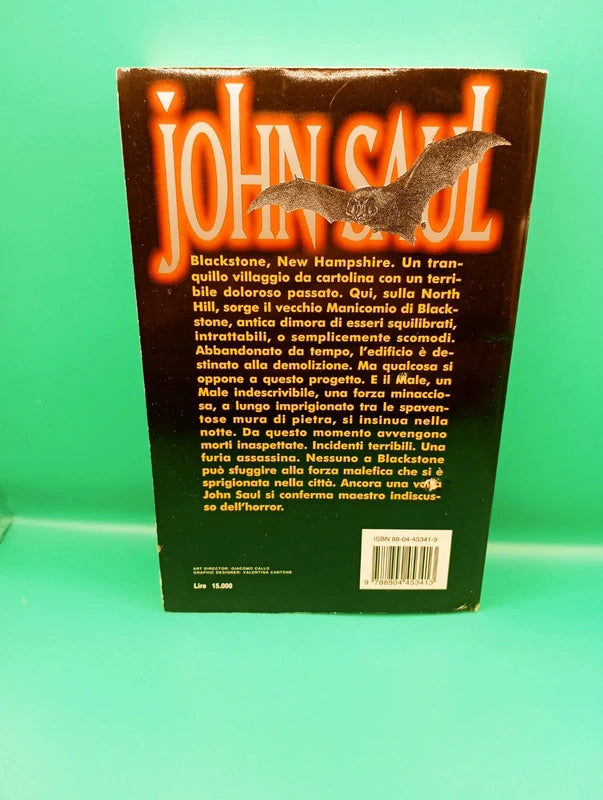 JOHN SAUL
Blackstone, New Hampshire. Un tran-
quillo villaggio da cartolina con un terri-
bile doloroso passato. Qui, sulla North
Hill, sorge il vecchio Manicomio di Black-
stone, antica dimora di esseri squilibrati,
intrattabili, o semplicemente scomodi.
Abbandonato da tempo, l'edificio è de-
stinato alla demolizione. Ma qualcosa si
oppone a questo progetto. E il Male, un
Male indescrivibile, una forza minaccio-
sa, a lungo imprigionato tra le spaven-
tose mura di pietra, si insinua nella
notte. Da questo momento avvengono
morti inaspettate. Incidenti terribili. Una
furia assassina. Nessuno a Blackstone
può sfuggire alla forza malefica che si è
sprigionata nella città. Ancora una volta
John Saul si conferma maestro indiscus-
so dell'horror.
ISBN 88-04-45341-9
9 788804 453413
ART DIRECTOR: GIACOMO CALLO
GRAPHIC DESIGNER: VALENTINA CANTONE
Lire 15.000